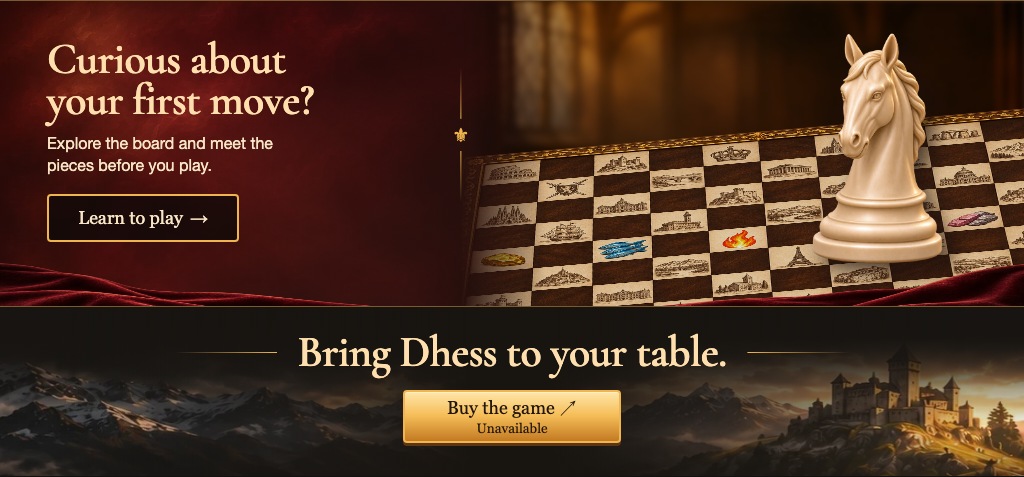 Curious about
your first move?
Explore the board and meet the
pieces before you play.
Learn to play →
Bring Dhess to your table.
Buy the game ↗
Unavailable